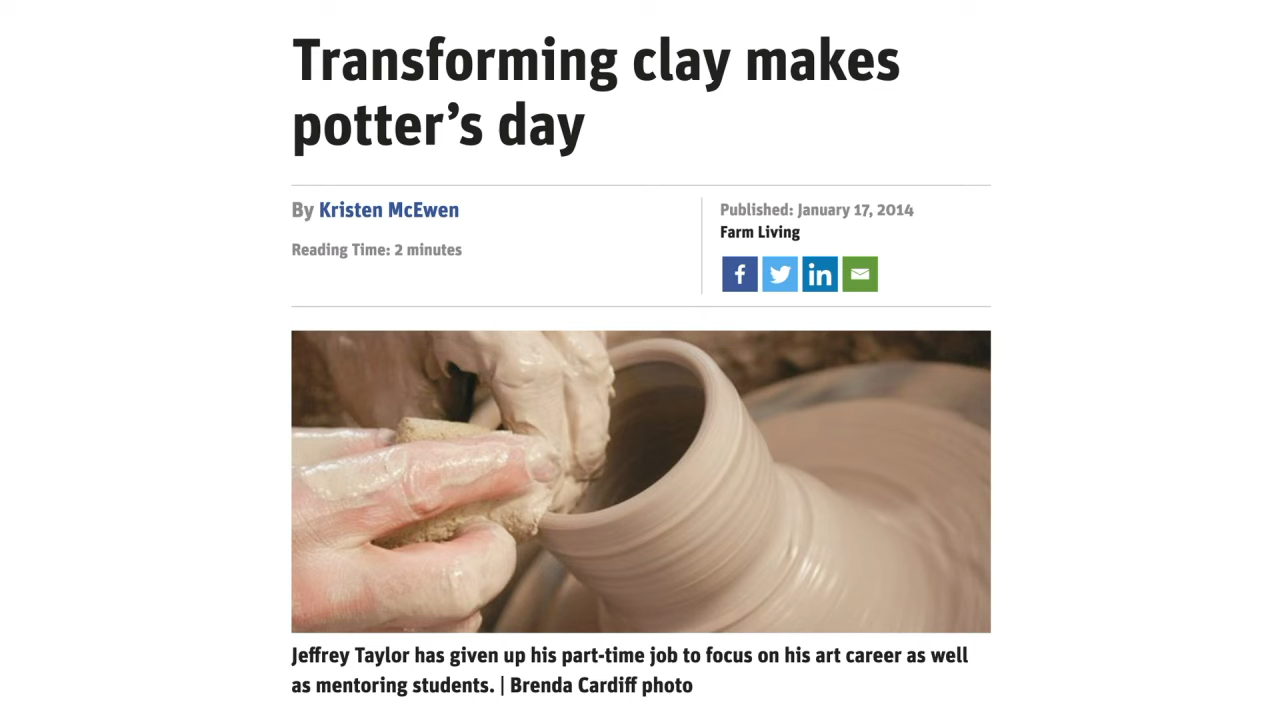 Transforming clay makes
potter’s day
By Kristen McEwen
Reading Time: 2 minutes
Published: January 17, 2014
Farm Living
Jeffrey Taylor has given up his part-time job to focus on his art career as well
as mentoring students. | Brenda Cardiff photo